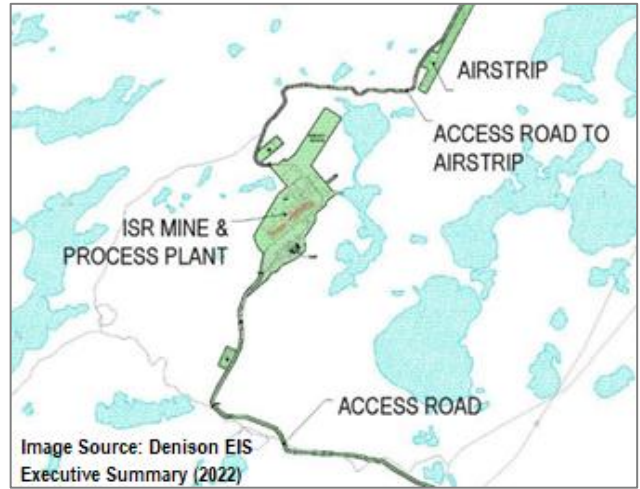 AIRSTRIP
ACCESS ROAD TO
AIRSTRIP
ISR MINE &
PROCESS PLANT
ACCESS ROAD
Image Source: Denison EIS
Executive Summary (2022)